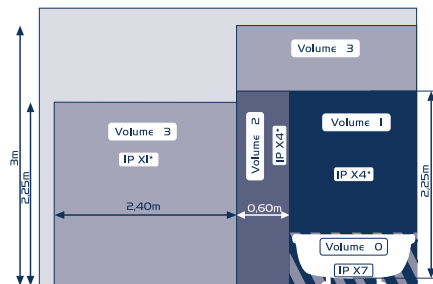 Volume 3
Volume 3
IP X1*
Volume 2
IP X4*
Volume 1
IP X4*
3m
2,25m
2,40m
0,60m
2,25m
Volume 0
IP X7